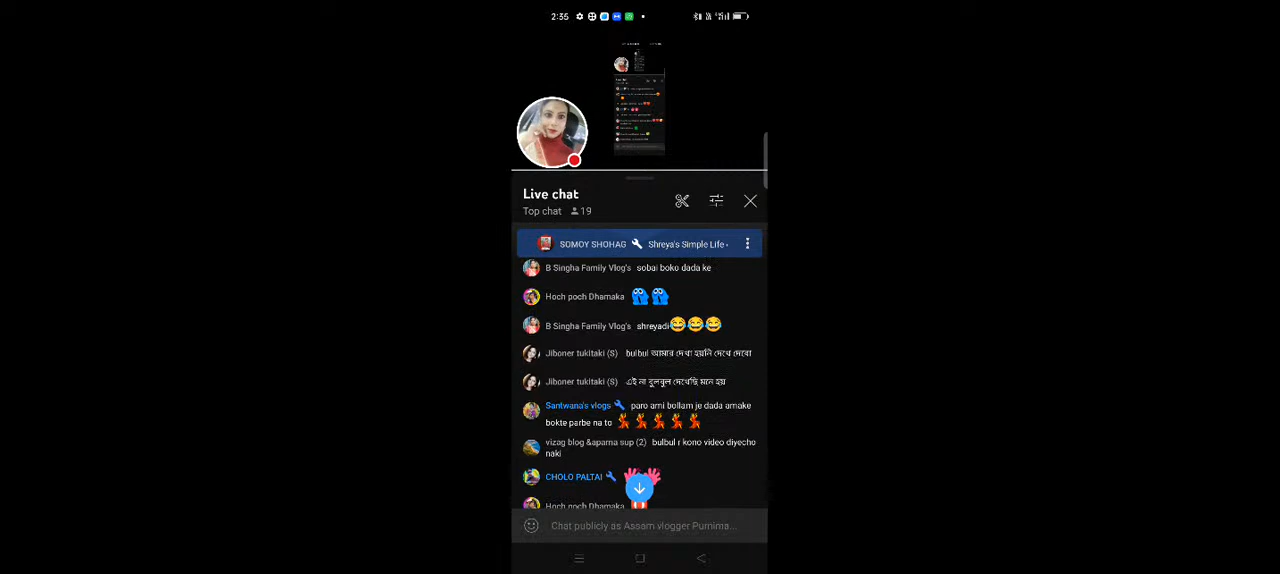 2:35
Live chat
Top chat 19
SOMOY SHOHAG Shreya's Simple Life
B Singha Family Vlog's sobai boko dada ke
Hoch poch Dhamaka
B Singha Family Vlog's shreyadi😂😂😂
Jiboner tukitaki (S) bulbul আমার দেখা হয়নি দেখে দেবো
Jiboner tukitaki (S) এই না বুলবুল দেখেছি মনে হয়
Santwana's vlogs paro ami bollam je dada amake
bokte parbe na to 💃💃💃💃💃
vizag blog &aparna sup (2) bulbul r kono video diyecho
naki
CHOLO PALTAI
Hoch poch Dhamaka
Chat publicly as Assam vlogger Purnima...